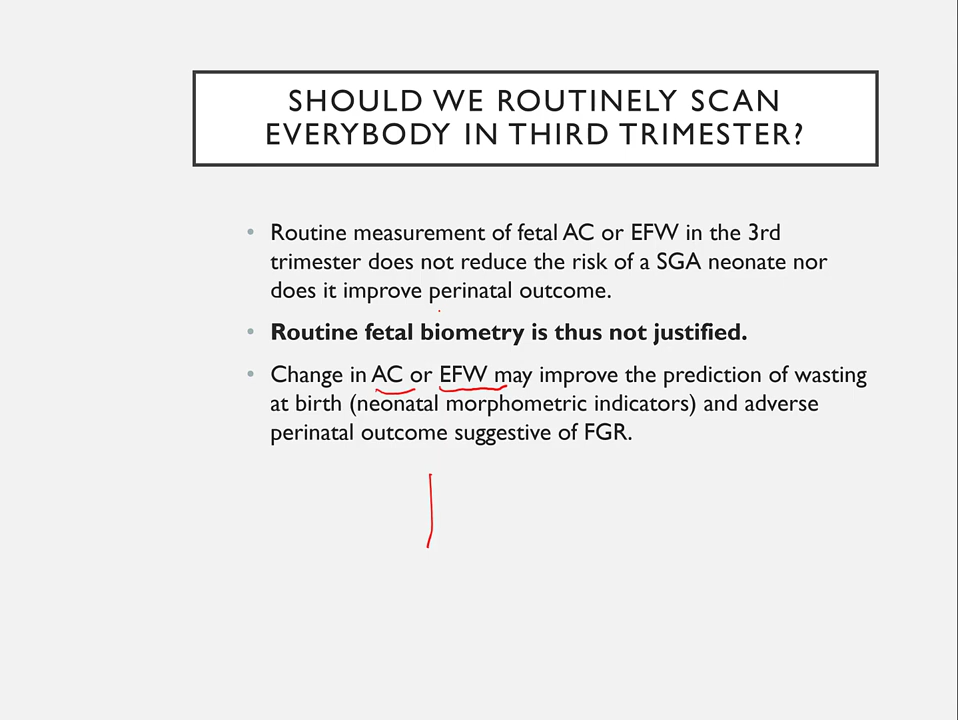 SHOULD WE ROUTINELY SCAN
EVERYBODY IN THIRD TRIMESTER?
• Routine measurement of fetal AC or EFW in the 3rd
trimester does not reduce the risk of a SGA neonate nor
does it improve perinatal outcome.
• Routine fetal biometry is thus not justified.
• Change in AC or EFW may improve the prediction of wasting
at birth (neonatal morphometric indicators) and adverse
perinatal outcome suggestive of FGR.